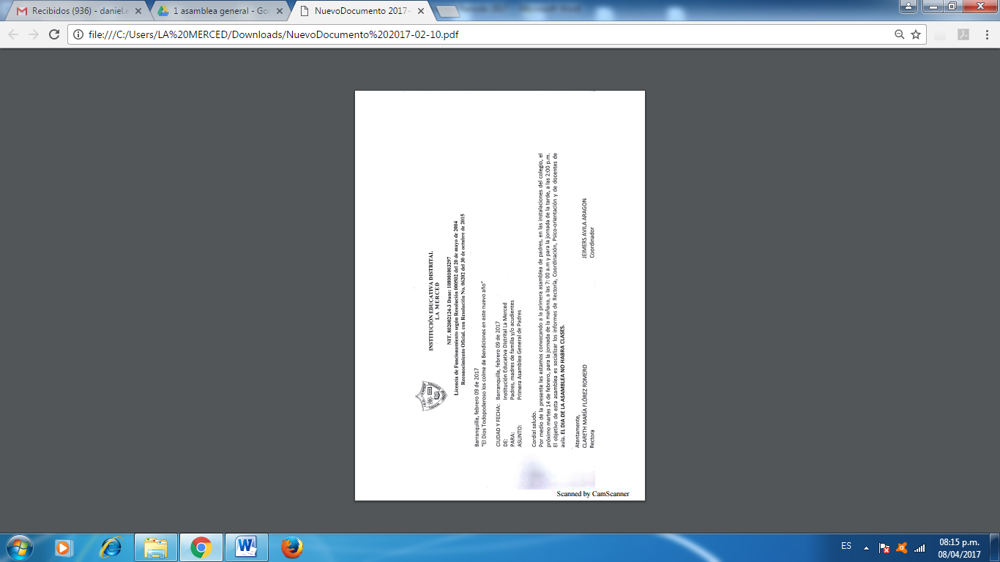 Recibidos (936) - daniel.e
1 asamblea general - Go
NuevoDocumento 2017-
file:///C:/Users/LA%20MERCED/Downloads/NuevoDocumento%202017-02-10.pdf
INSTITUCIÓN EDUCATIVA DISTRITAL
LA MERCED
NIT. 802002124-3 Dane: 108001003297
Licencia de Funcionamiento según Resolución 000502 del 20 de mayo de 2004
Reconocimiento Oficial. con Resolución No. 06202 del 30 de octubre de 2015
Barranquilla, febrero 09 de 2017
"El Dios Todopoderoso los colme de Bendiciones en este nuevo año"
CIUDAD Y FECHA: Barranquilla, febrero 09 de 2017
DE: Institución Educativa Distrital La Merced
PARA: Padres, madres de familia y/o acudientes
ASUNTO: Primera Asamblea General de Padres
Cordial saludo.
Por medio de la presente les estamos convocando a la primera asamblea de padres, en las instalaciones del colegio, el
próximo martes 14 de febrero, para la jornada de la mañana, a las 7: 00 a.m y para la jornada de la tarde, a las 2:00 p.m.
El objetivo de esta asamblea es socializar los informes de Rectoría, Coordinación, Psico-orientación y de docentes de
aula. EL DIA DE LA ASAMBLEA NO HABRA CLASES.
Atentamente,
CLARETH MARÍA FLÓREZ ROMERO JEIMERS AVILA ARAGON
Rectora Coordinador
Scanned by CamScanner
ES
08:15 p.m.
08/04/2017